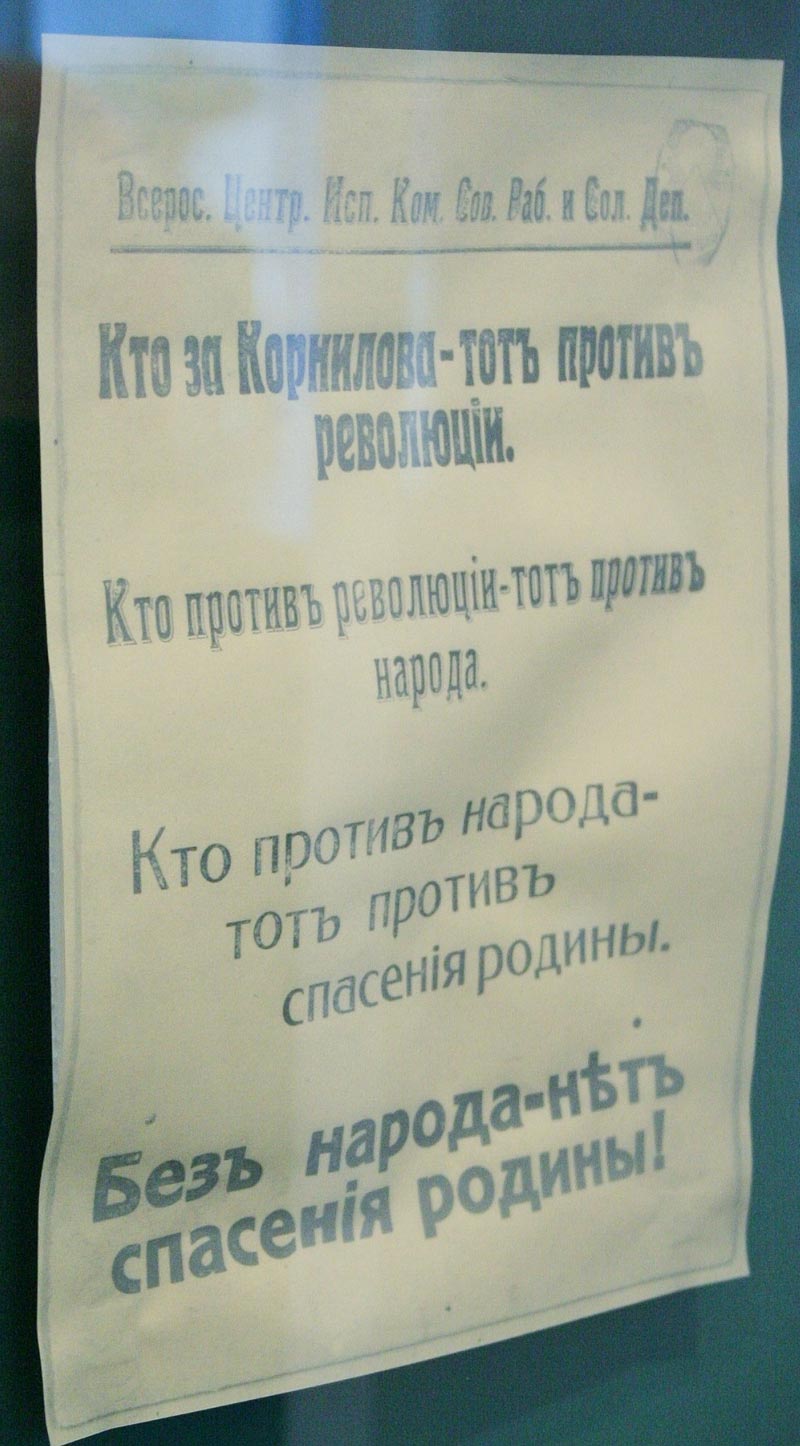 Всерос. Центр. Исп. Ком. Сов. Раб. и Сол. Деп.
Кто за Корнилова-тотъ противъ
революціи.
Кто противъ революціи-тотъ противъ
народа.
Кто противъ народа-
тотъ противъ
спасенія родины.
Безъ народа-нѣтъ
спасенія родины!